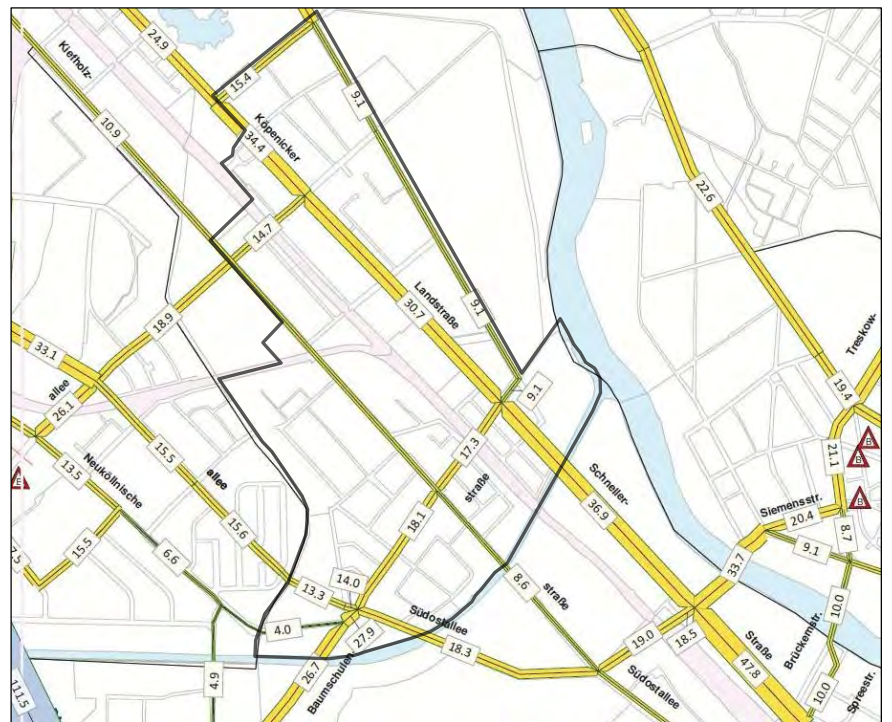 24.9
Kiefholz-
15.4
9.1
10.9
Köpenicker
34.4
22.6
14.7
Landstraße
30.7
9.1
18.9
Treskow-
33.1
allee
26.1
19.4
9.1
13.5
Neuköllnische
15.5
allee
17.3
straße
Schneller-
21.1
36.9
Siemensstr.
20.4
8.7
15.6
18.1
9.1
7.5
15.5
6.6
33.7
14.0
13.3
8.6
straße
10.0
4.0
27.9
Südostallee
19.0
18.5
Straße
Brückenstr.
18.3
4.9
26.7
Baumschulen
Südostallee
47.8
10.0
Spreestr.
111.5
E
B
B
B